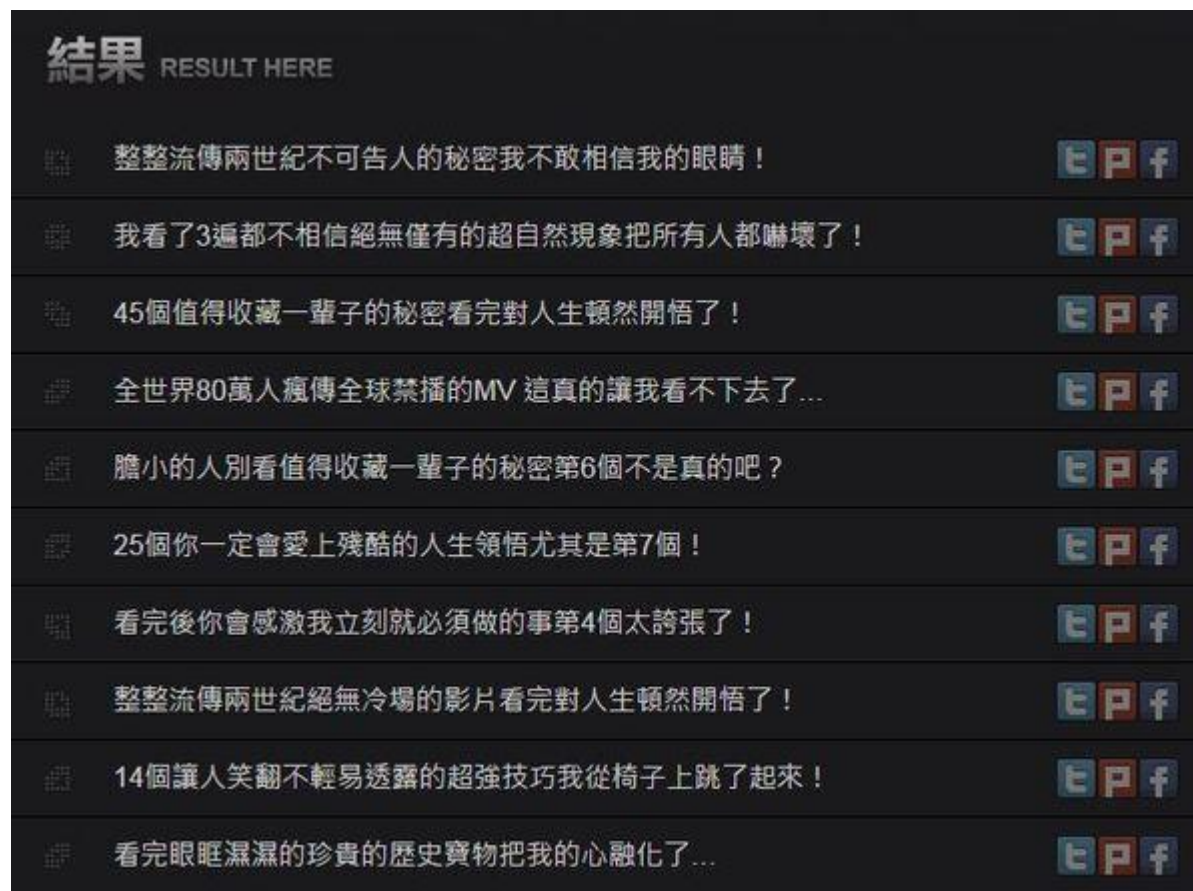 結果 RESULT HERE
整整流傳兩世紀不可告人的秘密我不敢相信我的眼睛！
我看了3遍都不相信絕無僅有的超自然現象把所有人都嚇壞了！
45個值得收藏一輩子的秘密看完對人生頓然開悟了！
全世界80萬人瘋傳全球禁播的MV 這真的讓我看不下去了...
膽小的人別看值得收藏一輩子的秘密第6個不是真的吧？
25個你一定會愛上殘酷的人生領悟尤其是第7個！
看完後你會感激我立刻就必須做的事第4個太誇張了！
整整流傳兩世紀絕無冷場的影片看完對人生頓然開悟了！
14個讓人笑翻不輕易透露的超強技巧我從椅子上跳了起來！
看完眼眶濕濕的珍貴的歷史寶物把我的心融化了...